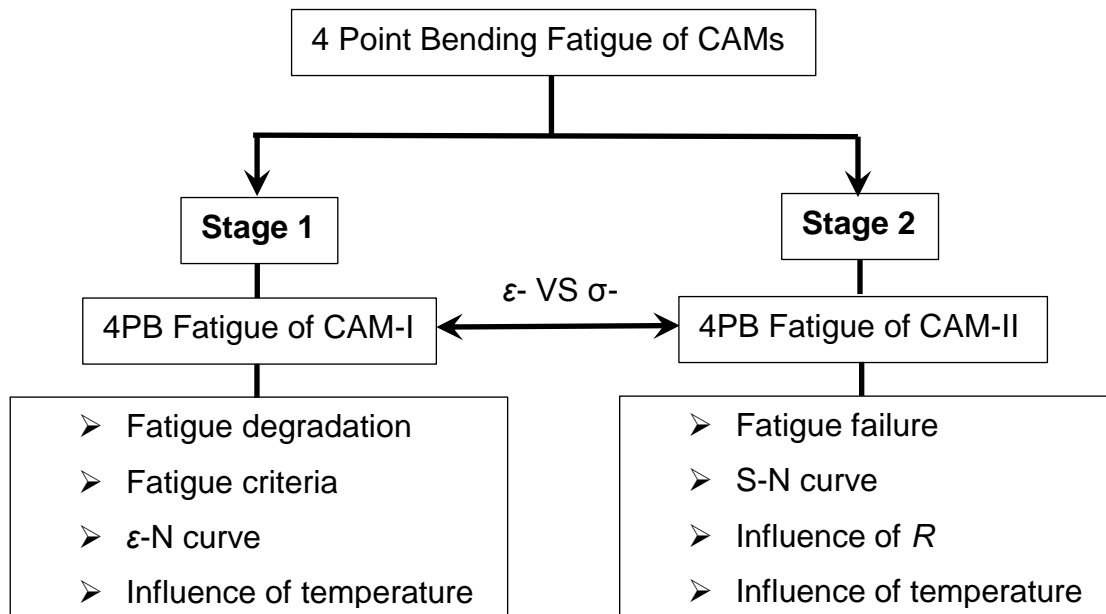 4 Point Bending Fatigue of CAMs
Stage 1
Stage 2
ε- VS σ-
4PB Fatigue of CAM-I
4PB Fatigue of CAM-II
➢ Fatigue degradation
➢ Fatigue criteria
➢ ε-N curve
➢ Influence of temperature
➢ Fatigue failure
➢ S-N curve
➢ Influence of R
➢ Influence of temperature